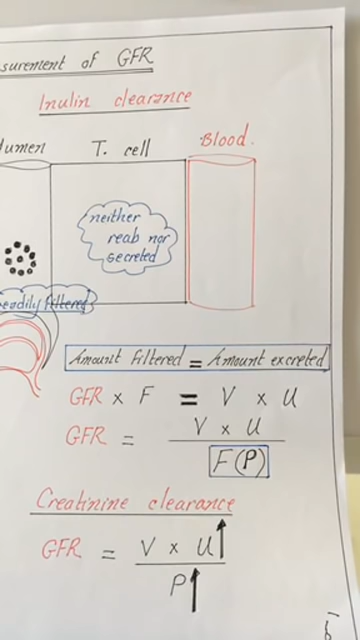 surement of GFR
Inulin clearance
lumen T. cell Blood.
neither
reab nor
secreted
eadily filtered
Amount filtered = Amount excreted
GFR × F = V × U
GFR = V × U
F(P)
Creatinine clearance
GFR = V × U↑
P↑